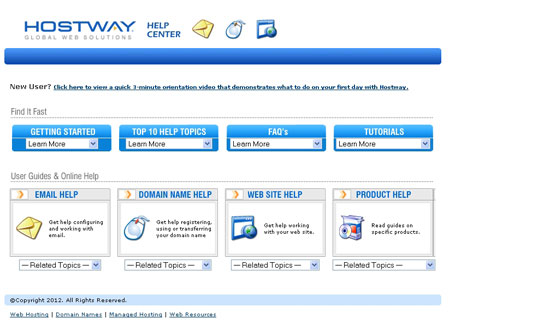 HOSTWAY.
GLOBAL WEB SOLUTIONS
HELP
CENTER
New User? Click here to view a quick 3-minute orientation video that demonstrates what to do on your first day with Hostway.
Find It Fast
GETTING STARTED TOP 10 HELP TOPICS FAQ's TUTORIALS
Learn More Learn More Learn More Learn More
User Guides & Online Help
EMAIL HELP DOMAIN NAME HELP WEB SITE HELP PRODUCT HELP
Get help configuring Get help registering, Get help working Read guides on
and working with using or transferring with your web site. specific products.
email. your domain name
— Related Topics — — Related Topics — — Related Topics — — Related Topics —
©Copyright 2012. All Rights Reserved.
Web Hosting | Domain Names | Managed Hosting | Web Resources